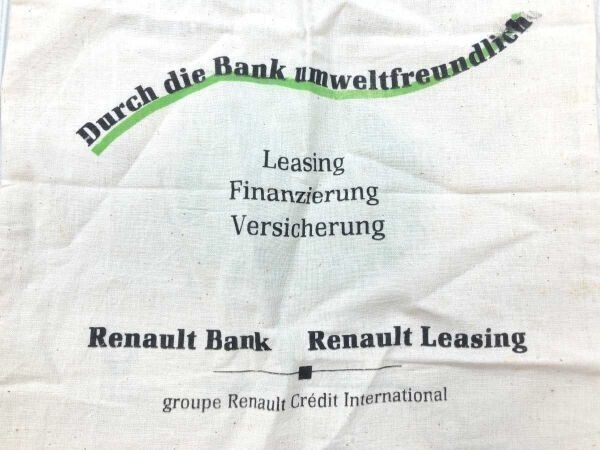 Durch die Bank umweltfreundlich
Leasing
Finanzierung
Versicherung
Renault Bank Renault Leasing
groupe Renault Crédit International